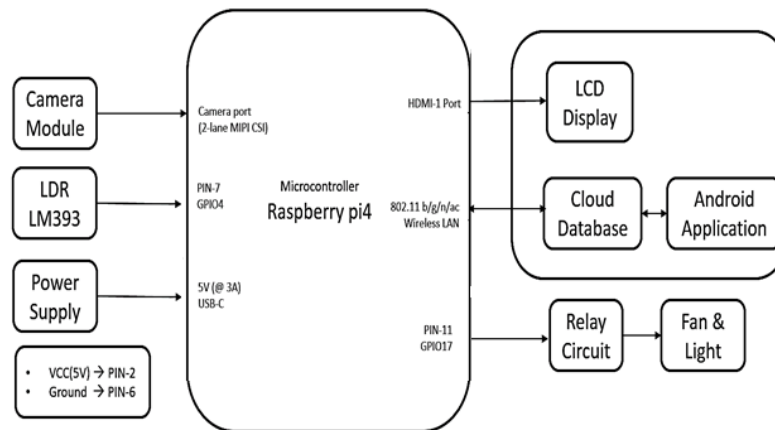 Camera
Module
LDR
LM393
Power
Supply
• VCC(5V) → PIN-2
• Ground → PIN-6
Camera port
(2-lane MIPI CSI)
PIN-7
GPIO4
5V (@ 3A)
USB-C
Microcontroller
Raspberry pi4
HDMI-1 Port
802.11 b/g/n/ac
Wireless LAN
PIN-11
GPIO17
LCD
Display
Cloud
Database
Android
Application
Relay
Circuit
Fan &
Light